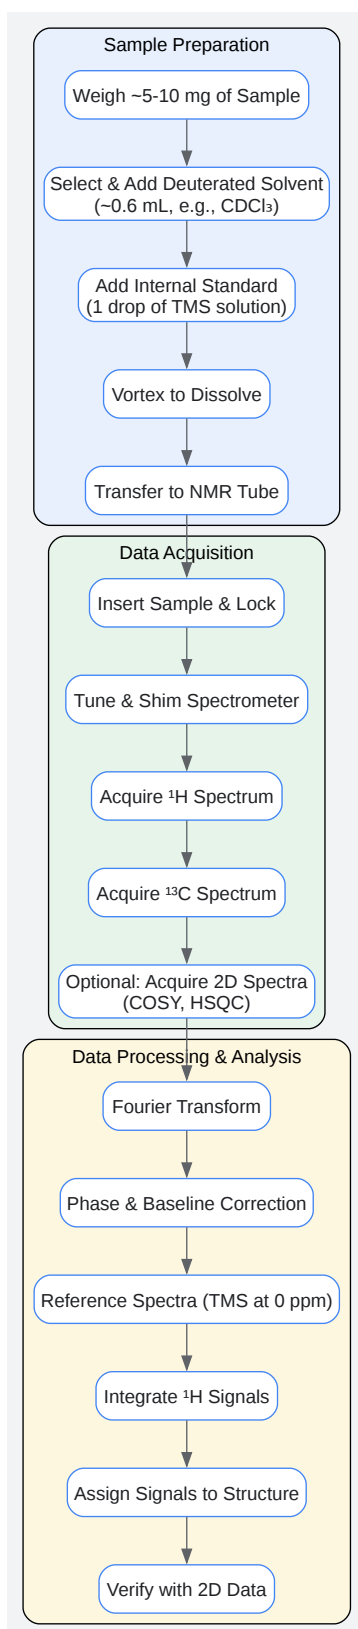 Sample Preparation
Weigh ~5-10 mg of Sample
Select & Add Deuterated Solvent
(~0.6 mL, e.g., CDCl₃)
Add Internal Standard
(1 drop of TMS solution)
Vortex to Dissolve
Transfer to NMR Tube
Data Acquisition
Insert Sample & Lock
Tune & Shim Spectrometer
Acquire ¹H Spectrum
Acquire ¹³C Spectrum
Optional: Acquire 2D Spectra
(COSY, HSQC)
Data Processing & Analysis
Fourier Transform
Phase & Baseline Correction
Reference Spectra (TMS at 0 ppm)
Integrate ¹H Signals
Assign Signals to Structure
Verify with 2D Data